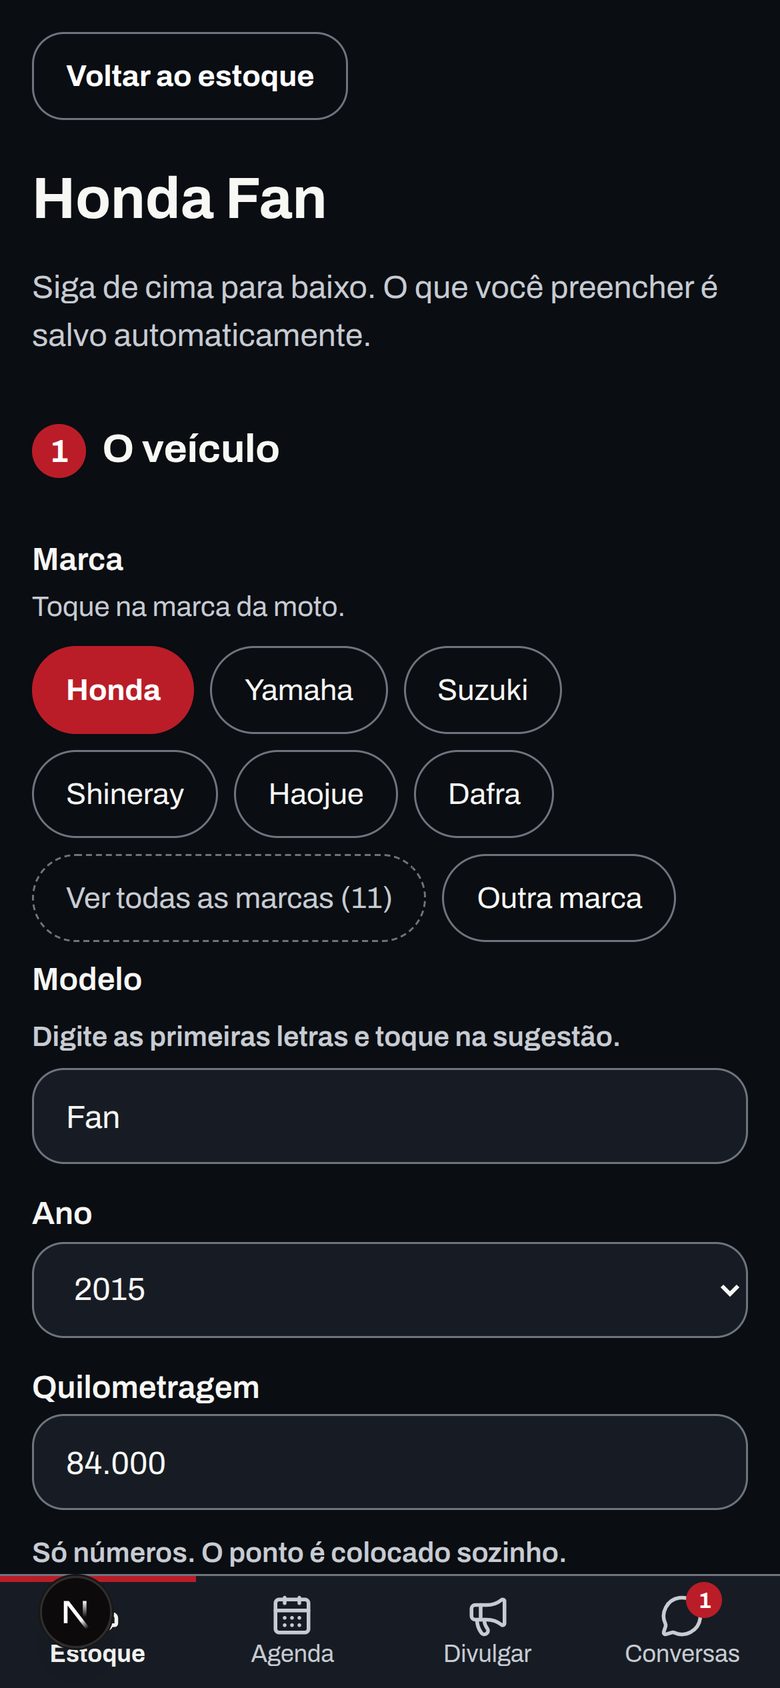 Voltar ao estoque
Honda Fan
Siga de cima para baixo. O que você preencher é
salvo automaticamente.
1 O veículo
Marca
Toque na marca da moto.
Honda Yamaha Suzuki
Shineray Haojue Dafra
Ver todas as marcas (11) Outra marca
Modelo
Digite as primeiras letras e toque na sugestão.
Fan
Ano
2015
Quilometragem
84.000
Só números. O ponto é colocado sozinho.
N 1
Estoque Agenda Divulgar Conversas